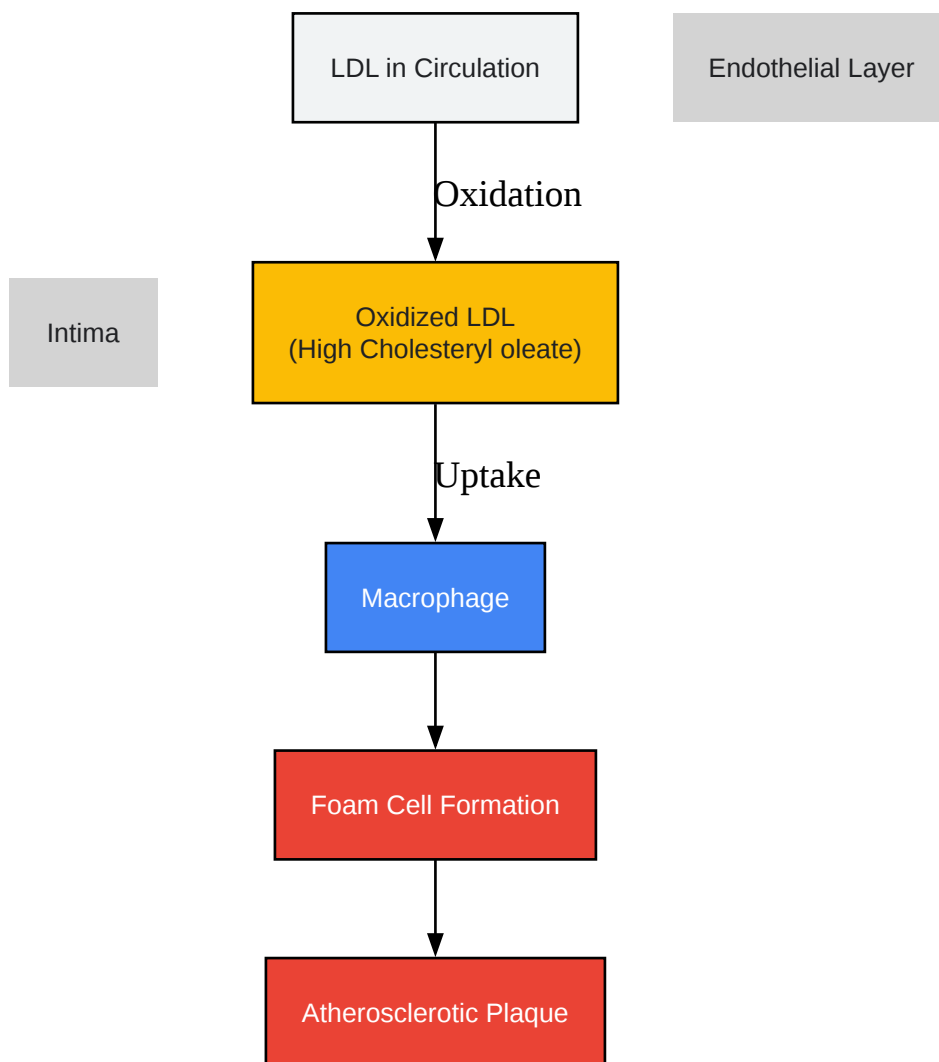 LDL in Circulation
Endothelial Layer
Oxidation
Intima
Oxidized LDL
(High Cholesteryl oleate)
Uptake
Macrophage
Foam Cell Formation
Atherosclerotic Plaque